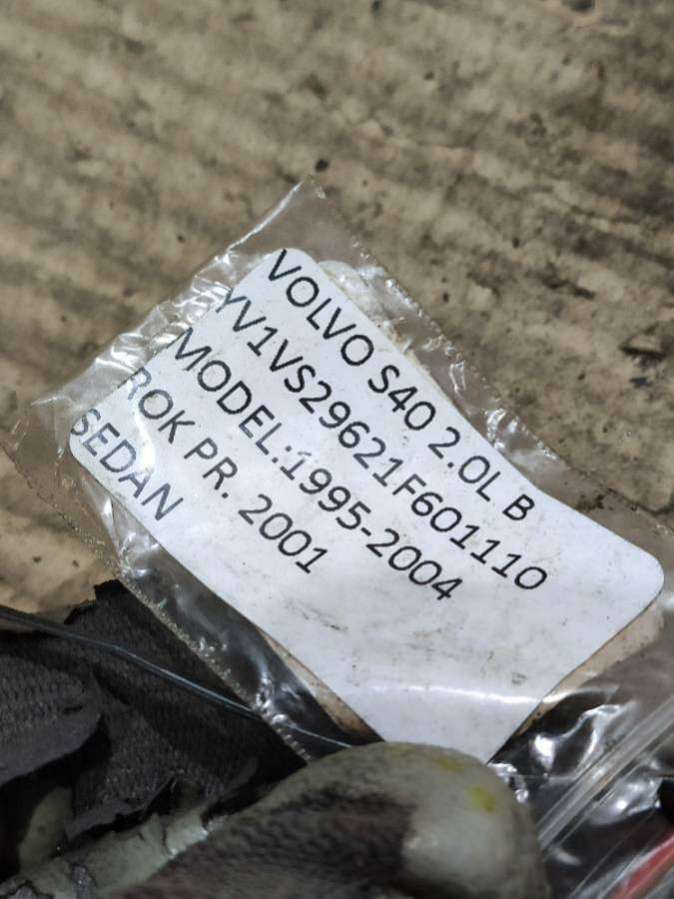 VOLVO S40 2.0L B
YV1VS29621F601110
MODEL:1995-2004
ROK PR. 2001
SEDAN